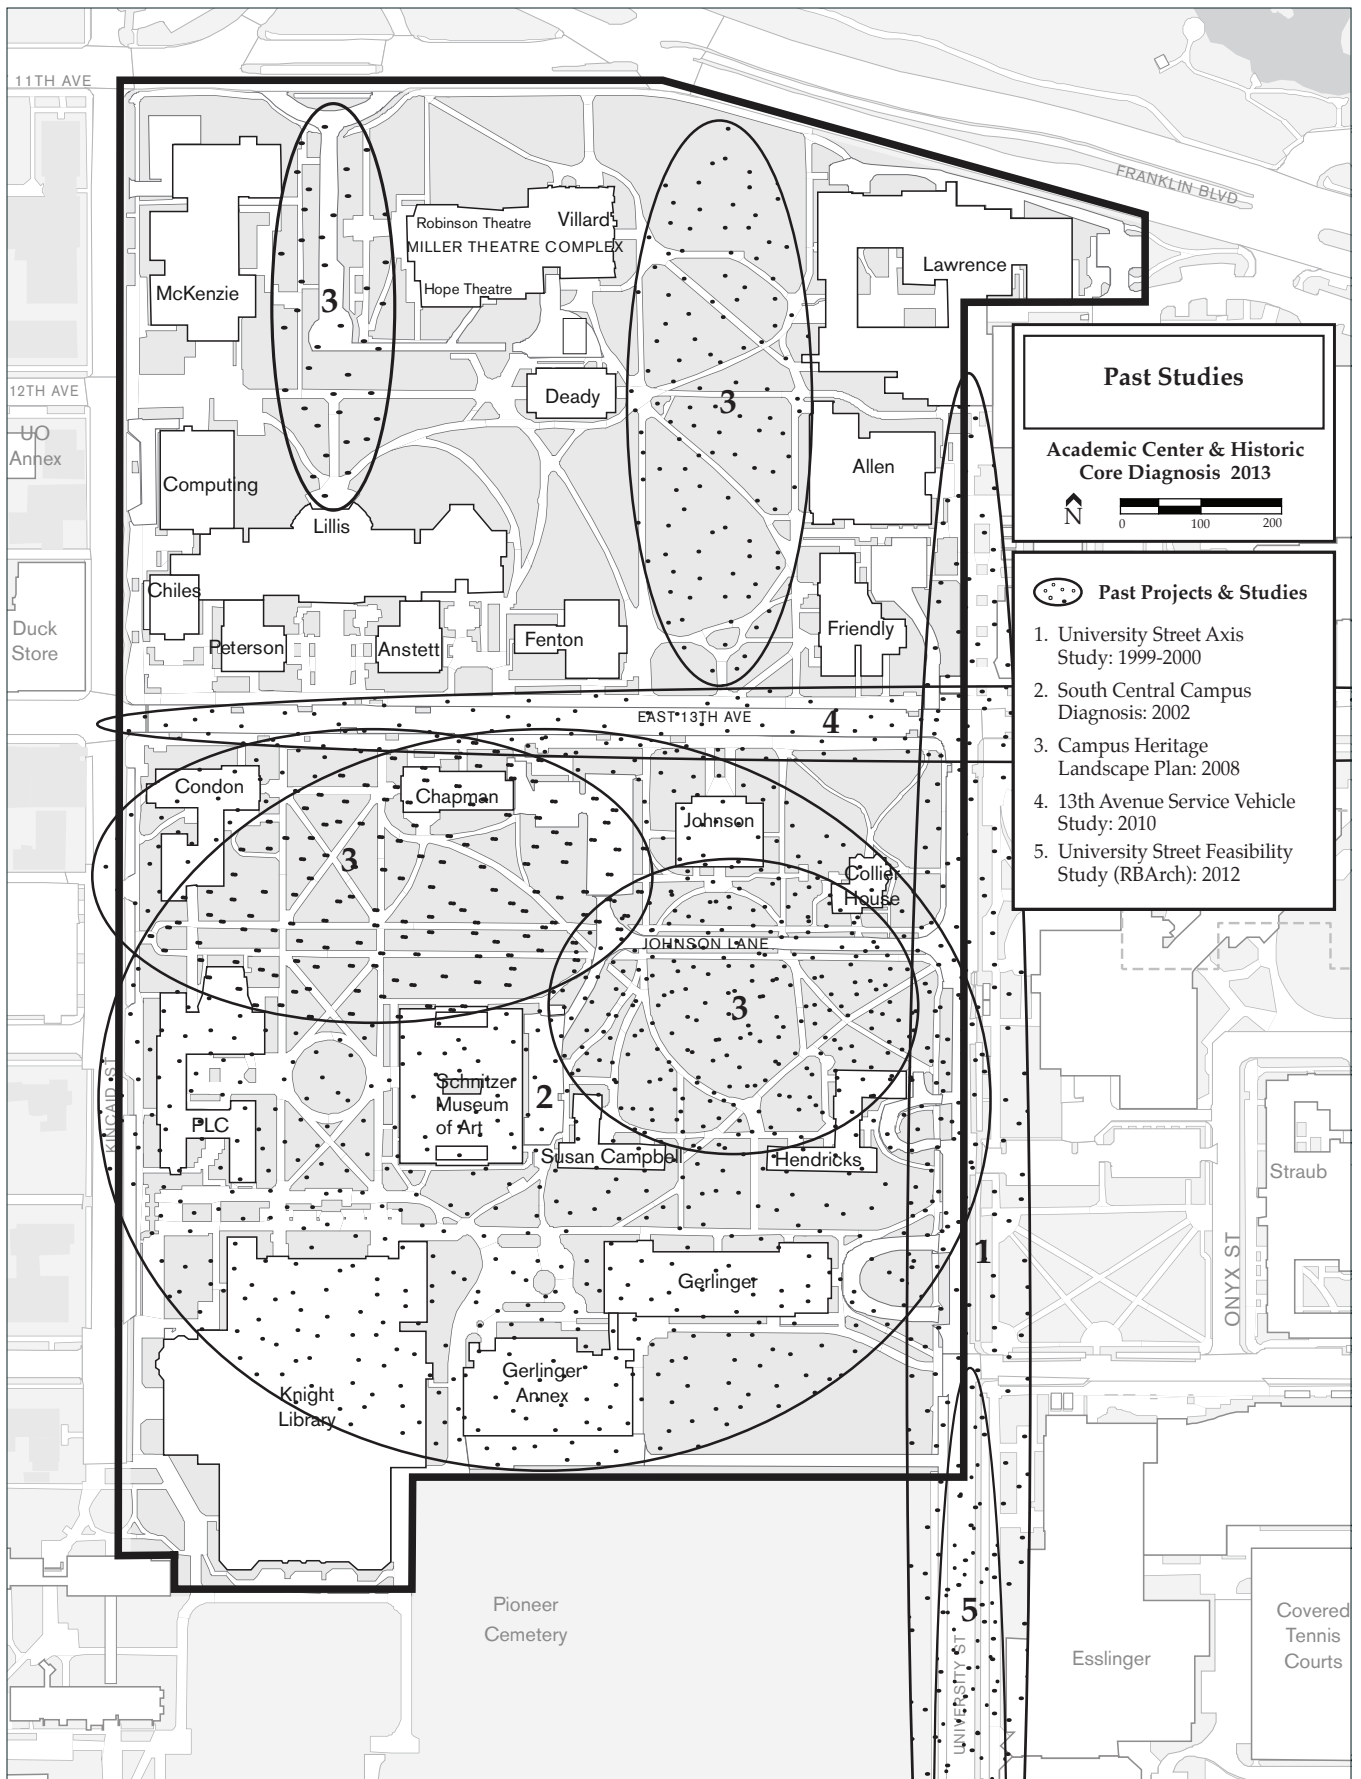 11TH AVE
FRANKLIN BLVD
Robinson Theatre
Villard
MILLER THEATRE COMPLEX
Hope Theatre
Lawrence
McKenzie
3
12TH AVE
Deady
3
UO
Annex
Computing
Allen
Lillis
Past Studies
Academic Center & Historic
Core Diagnosis 2013
N
0 100 200
Past Projects & Studies
1. University Street Axis
Study: 1999-2000
2. South Central Campus
Diagnosis: 2002
3. Campus Heritage
Landscape Plan: 2008
4. 13th Avenue Service Vehicle
Study: 2010
5. University Street Feasibility
Study (RBArch): 2012
Chiles
Duck
Store
Peterson
Anstett
Fenton
Friendly
EAST 13TH AVE
4
Condon
Chapman
Johnson
3
Collier
House
JOHNSON LANE
3
KINCAID ST
Schnitzer
Museum
of Art
2
PLC
Susan Campbell
Hendricks
Straub
1
ONYX ST
Gerlinger
Gerlinger
Annex
Knight
Library
Pioneer
Cemetery
5
UNIVERSITY ST
Esslinger
Covered
Tennis
Courts